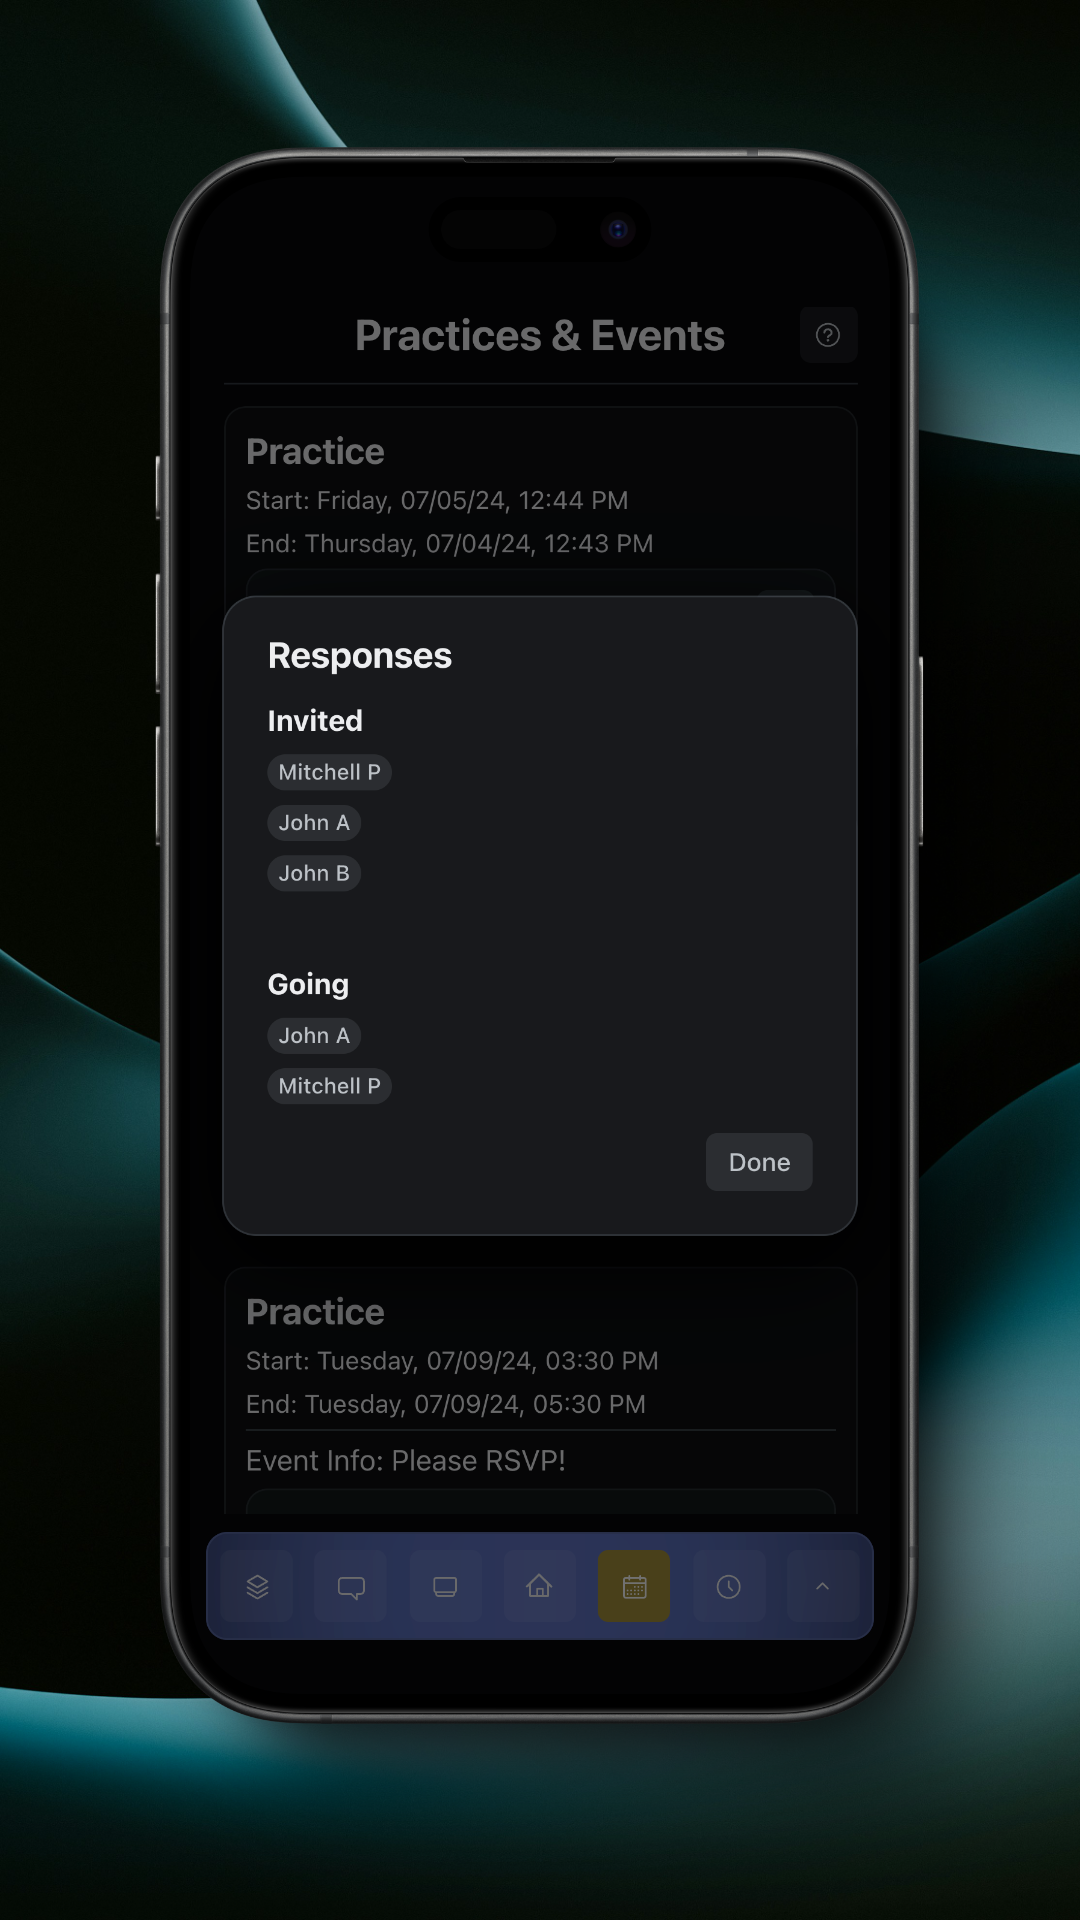 Practices & Events
Practice
Start: Friday, 07/05/24, 12:44 PM
End: Thursday, 07/04/24, 12:43 PM
Responses
Invited
Mitchell P
John A
John B
Going
John A
Mitchell P
Done
Practice
Start: Tuesday, 07/09/24, 03:30 PM
End: Tuesday, 07/09/24, 05:30 PM
Event Info: Please RSVP!